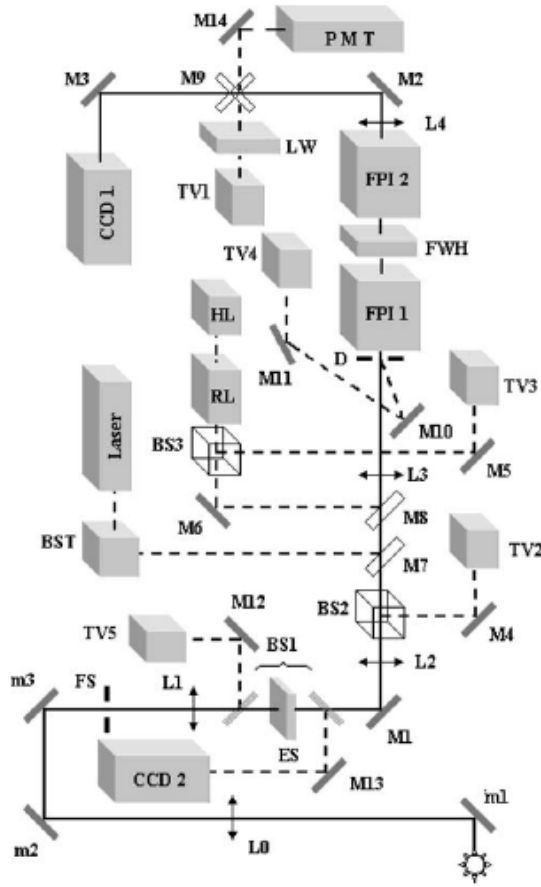 M14
PMT
M3
M9
M2
L4
LW
FPI 2
CCD 1
TV1
TV4
FWH
HL
FPI 1
D
M11
TV3
RL
M10
Laser
BS3
M5
L3
M6
M8
BST
M7
TV2
BS2
M12
M4
TV5
BS1
L2
m3
FS
L1
M1
ES
CCD 2
M13
m1
m2
L0